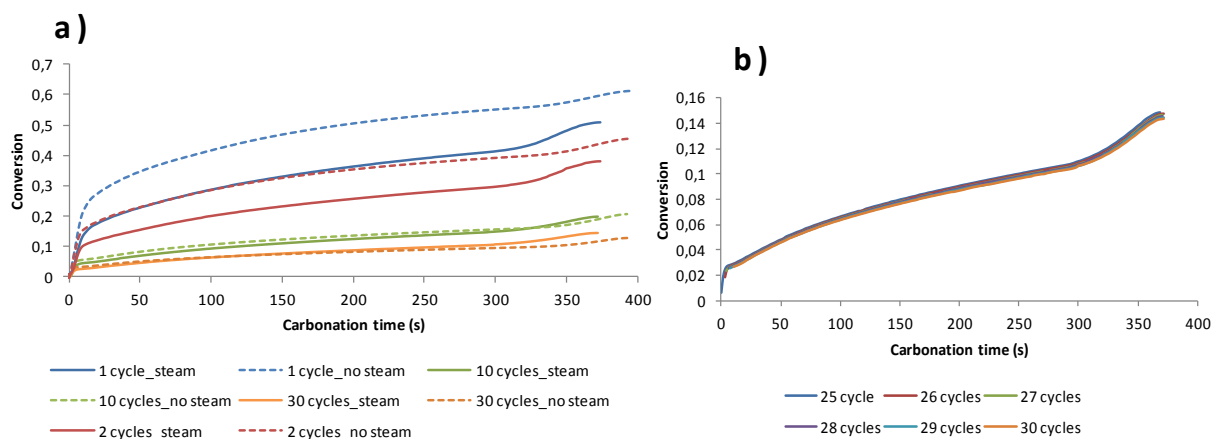 a )
Conversion
0,7
0,6
0,5
0,4
0,3
0,2
0,1
0
0 50 100 150 200 250 300 350 400
Carbonation time (s)
1 cycle_steam 1 cycle_no steam 10 cycles_steam
10 cycles_no steam 30 cycles_steam 30 cycles_no steam
2 cycles_steam 2 cycles_no steam
b )
Conversion
0,16
0,14
0,12
0,1
0,08
0,06
0,04
0,02
0
0 50 100 150 200 250 300 350 400
Carbonation time (s)
25 cycle 26 cycles 27 cycles
28 cycles 29 cycles 30 cycles